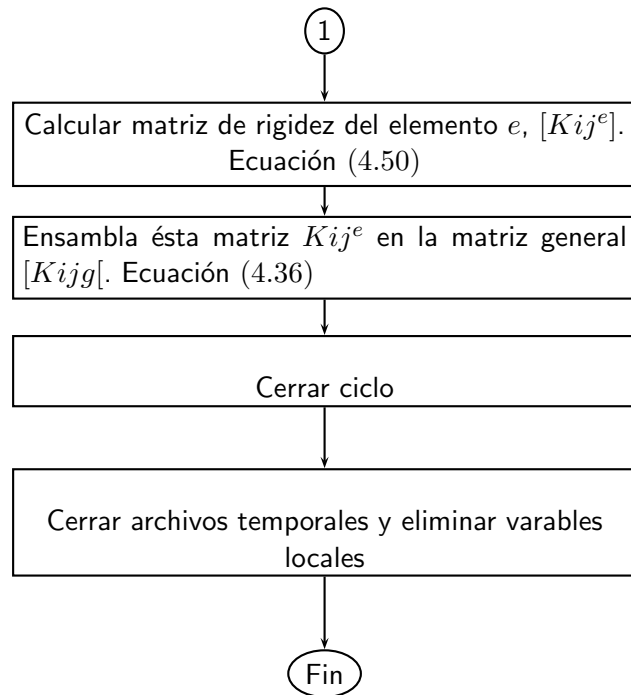 1
Calcular matriz de rigidez del elemento e, [Kij^e].
Ecuación (4.50)
Ensambla ésta matriz Kij^e en la matriz general
[Kijg[. Ecuación (4.36)
Cerrar ciclo
Cerrar archivos temporales y eliminar varables
locales
Fin